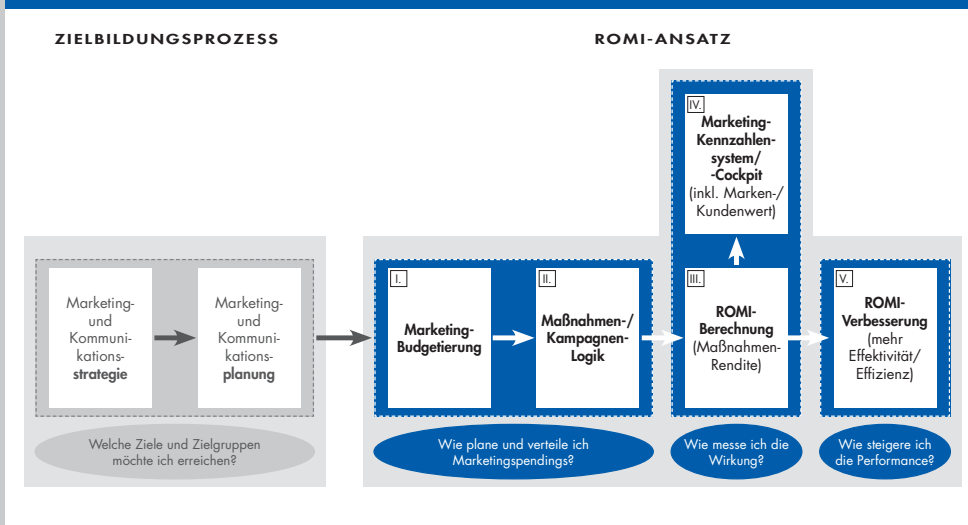 ZIELBILDUNGSPROZESS
ROMI-ANSATZ
Marketing-
und
Kommuni-
kations-
strategie
Marketing-
und
Kommuni-
kations-
planung
Welche Ziele und Zielgruppen
möchte ich erreichen?
I.
Marketing-
Budgetierung
II.
Maßnahmen-/
Kampagnen-
Logik
Wie plane und verteile ich
Marketingspendings?
III.
ROMI-
Berechnung
(Maßnahmen-
Rendite)
IV.
Marketing-
Kennzahlen-
system/
-Cockpit
(inkl. Marken-/
Kundenwert)
Wie messe ich die
Wirkung?
V.
ROMI-
Verbesserung
(mehr
Effektivität/
Effizienz)
Wie steigere ich
die Performance?